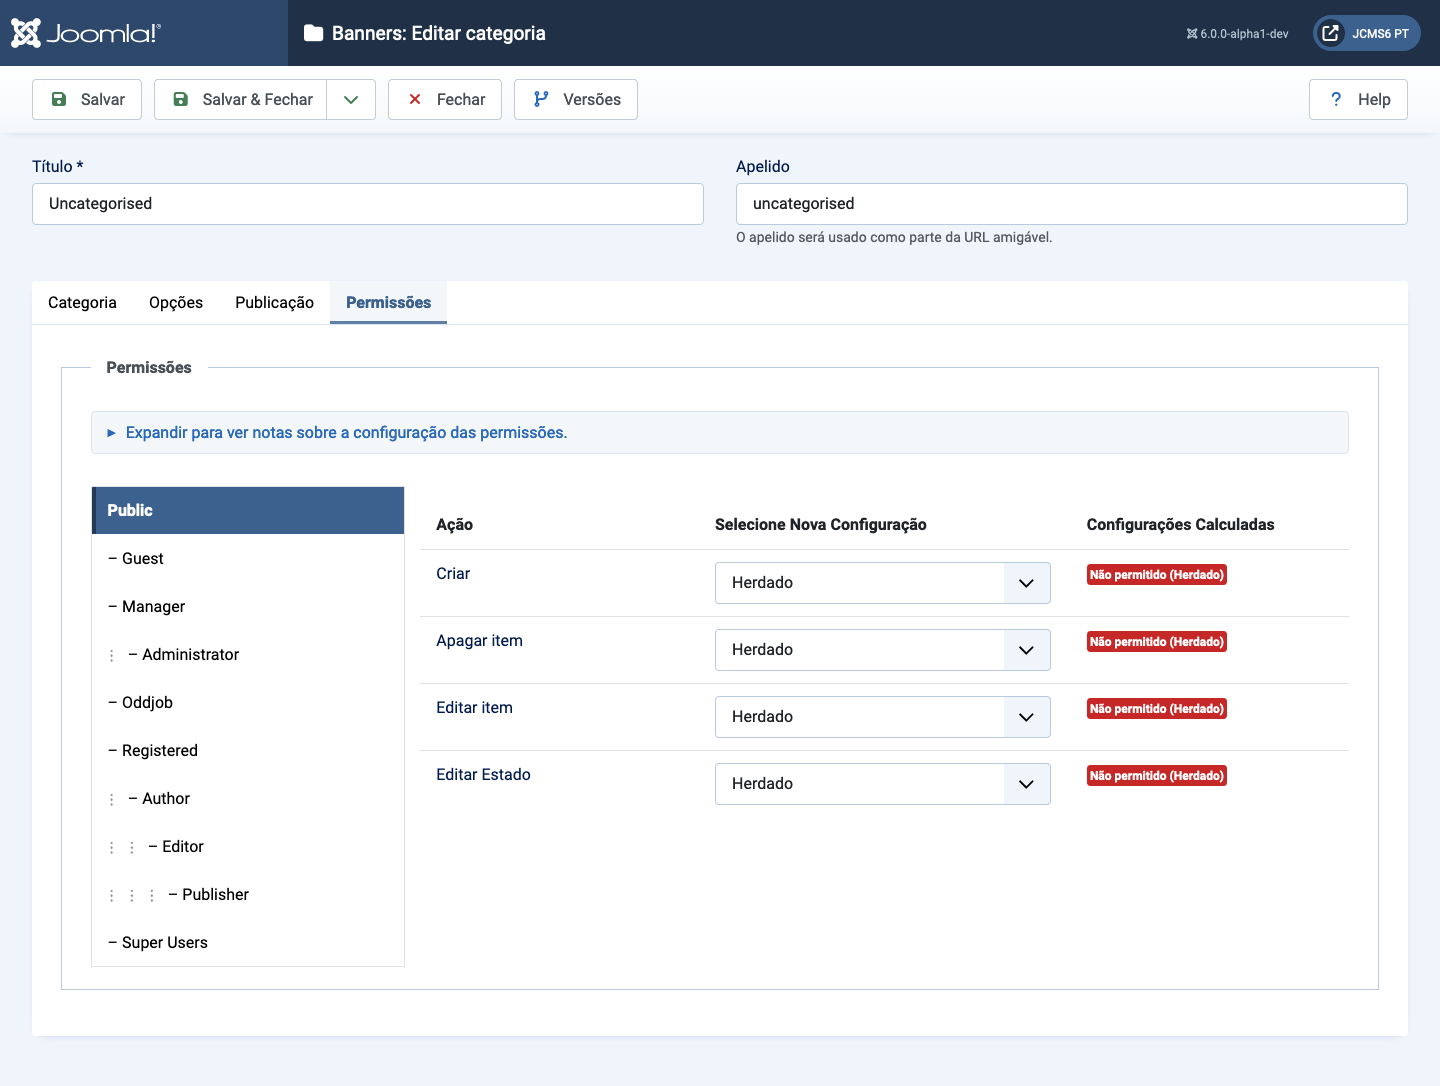 Joomla!®
Banners: Editar categoria
6.0.0-alpha1-dev
JCMS6 PT
Salvar
Salvar & Fechar
Fechar
Versões
? Help
Título *
Apelido
Uncategorised
uncategorised
O apelido será usado como parte da URL amigável.
Categoria
Opções
Publicação
Permissões
Permissões
Expandir para ver notas sobre a configuração das permissões.
Public
– Guest
– Manager
– Administrator
– Oddjob
– Registered
– Author
– Editor
– Publisher
– Super Users
Ação
Selecione Nova Configuração
Configurações Calculadas
Criar
Herdado
Não permitido (Herdado)
Apagar item
Herdado
Não permitido (Herdado)
Editar item
Herdado
Não permitido (Herdado)
Editar Estado
Herdado
Não permitido (Herdado)